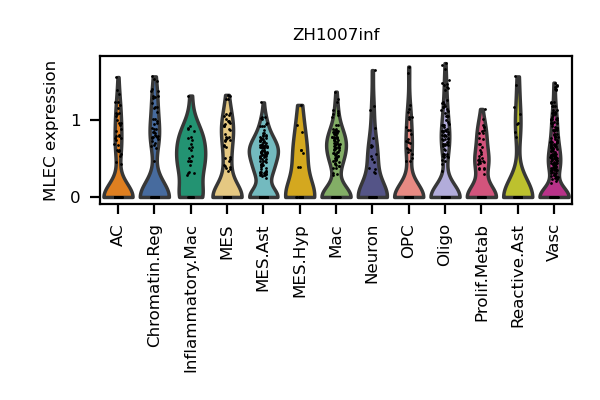 ZH1007inf
MLEC expression
1
0
AC
Chromatin.Reg
Inflammatory.Mac
MES
MES.Ast
MES.Hyp
Mac
Neuron
OPC
Oligo
Prolif.Metab
Reactive.Ast
Vasc